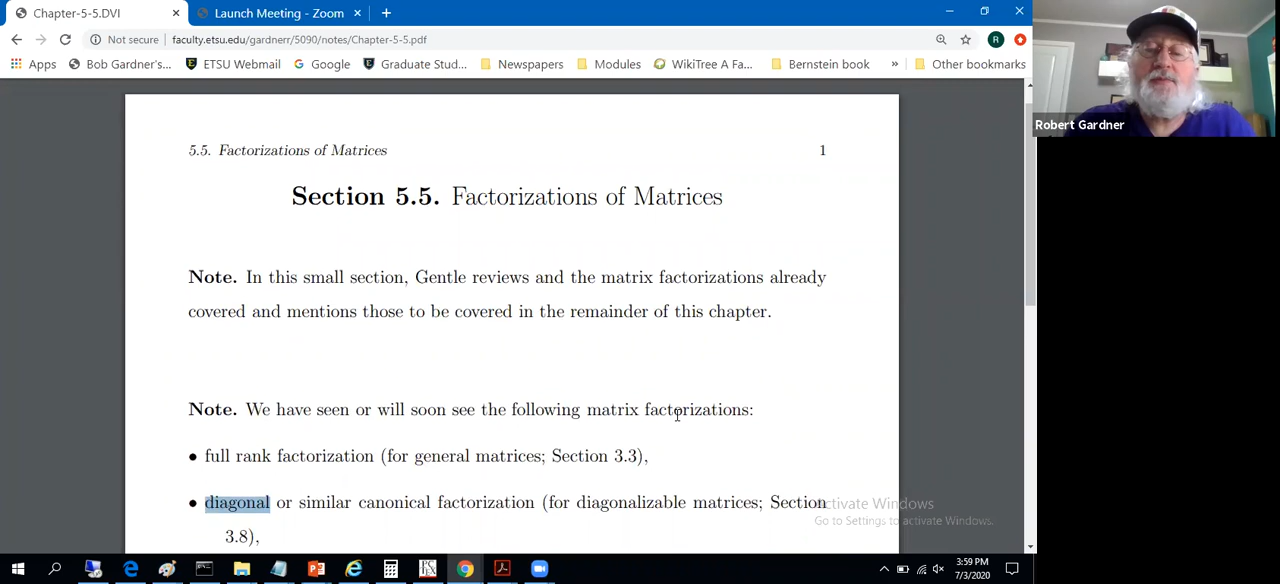 Chapter-5-5.DVI
Launch Meeting - Zoom
Not secure
faculty.etsu.edu/gardnerr/5090/notes/Chapter-5-5.pdf
R
Apps
Bob Gardner's...
ETSU Webmail
Google
Graduate Stud...
Newspapers
Modules
WikiTree A Fa...
Bernstein book
»
Other bookmarks
Robert Gardner
5.5. Factorizations of Matrices 1
Section 5.5. Factorizations of Matrices
Note. In this small section, Gentle reviews and the matrix factorizations already
covered and mentions those to be covered in the remainder of this chapter.
Note. We have seen or will soon see the following matrix factorizations:
• full rank factorization (for general matrices; Section 3.3),
• diagonal or similar canonical factorization (for diagonalizable matrices; Section
3.8),
Activate Windows
Go to Settings to activate Windows.
3:59 PM
7/3/2020